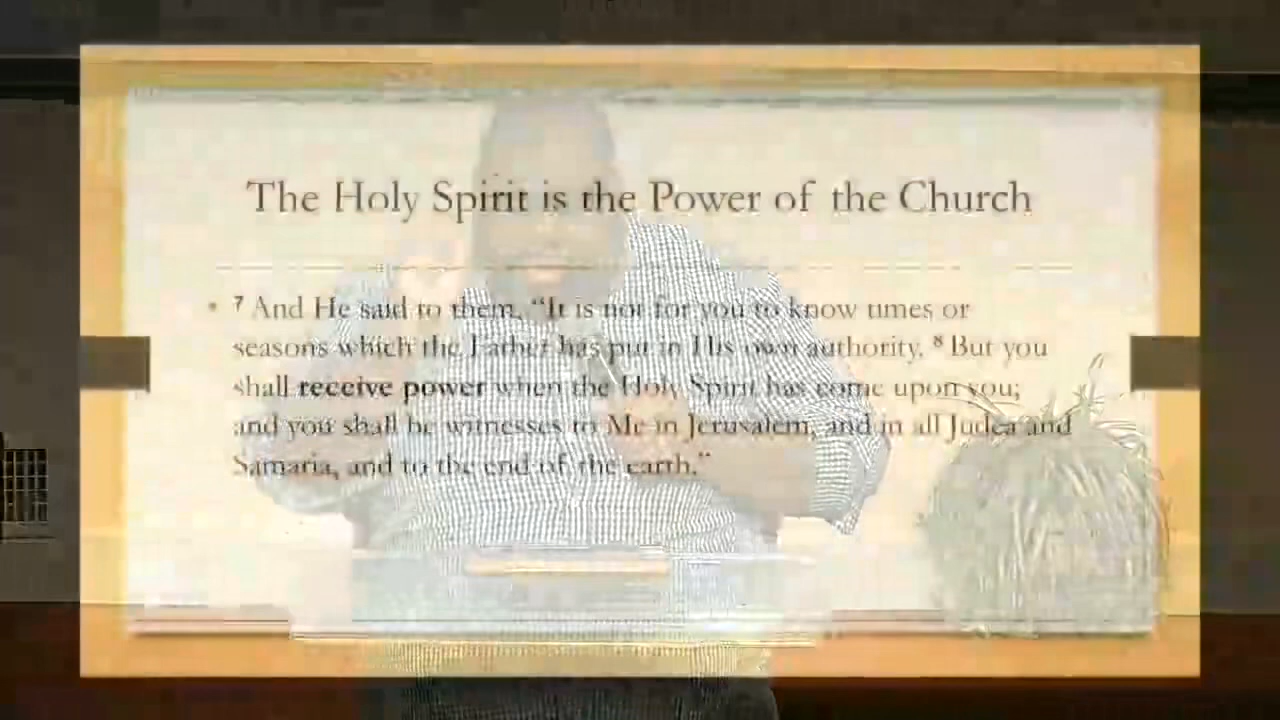 The Holy Spirit is the Power of the Church
• ⁷ And He said to them, “It is not for you to know times or
seasons which the Father has put in His own authority. ⁸ But you
shall receive power when the Holy Spirit has come upon you;
and you shall be witnesses to Me in Jerusalem, and in all Judea and
Samaria, and to the end of the earth.”